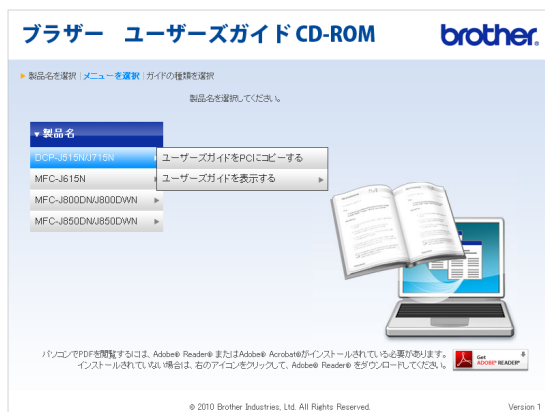 ブラザー　ユーザーズガイド CD-ROM
brother.
▶ 製品名を選択 | メニューを選択 | ガイドの種類を選択
製品名を選択してください。
▼製品名
DCP-J515N/J715N
ユーザーズガイドをPCにコピーする
MFC-J615N
ユーザーズガイドを表示する ▶
MFC-J800DN/J800DWN ▶
MFC-J850DN/J850DWN ▶
パソコンでPDFを閲覧するには、Adobe® Reader® またはAdobe® Acrobat®がインストールされている必要があります。
インストールされていない場合は、右のアイコンをクリックして、Adobe® Reader® をダウンロードしてください。
Get
ADOBE® READER®
© 2010 Brother Industries, Ltd. All Rights Reserved.
Version 1